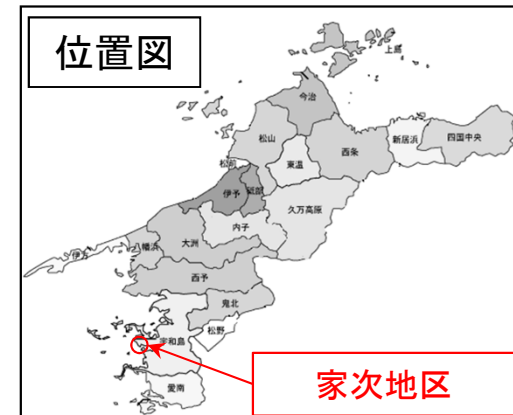 位置図
上島
今治
松山
新居浜
四国中央
西条
東温
松前
伊予
砥部
久万高原
内子
大洲
八幡浜
伊方
西予
鬼北
松野
宇和島
愛南
家次地区